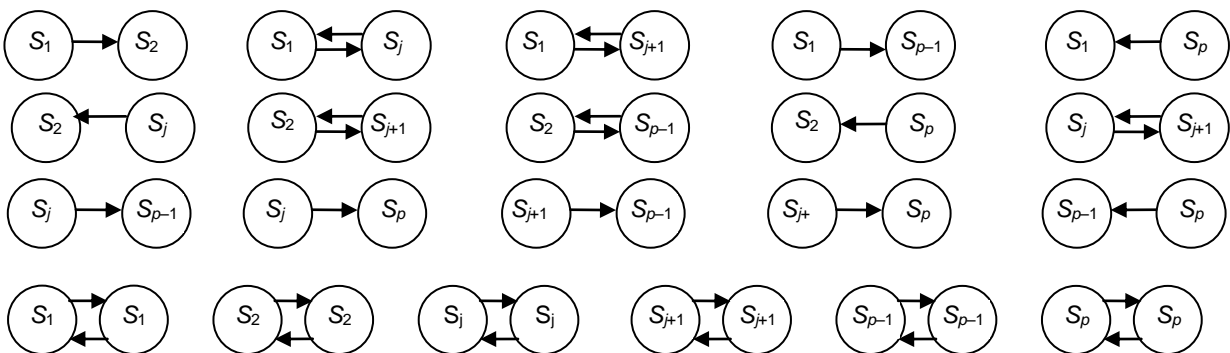 S1 S2 S1 Sj S1 Sj+1 S1 Sp–1 S1 Sp
S2 Sj S2 Sj+1 S2 Sp–1 S2 Sp Sj Sj+1
Sj Sp–1 Sj Sp Sj+1 Sp–1 Sj+ Sp Sp–1 Sp
S1 S1 S2 S2 Sj Sj Sj+1 Sj+1 Sp–1 Sp–1 Sp Sp